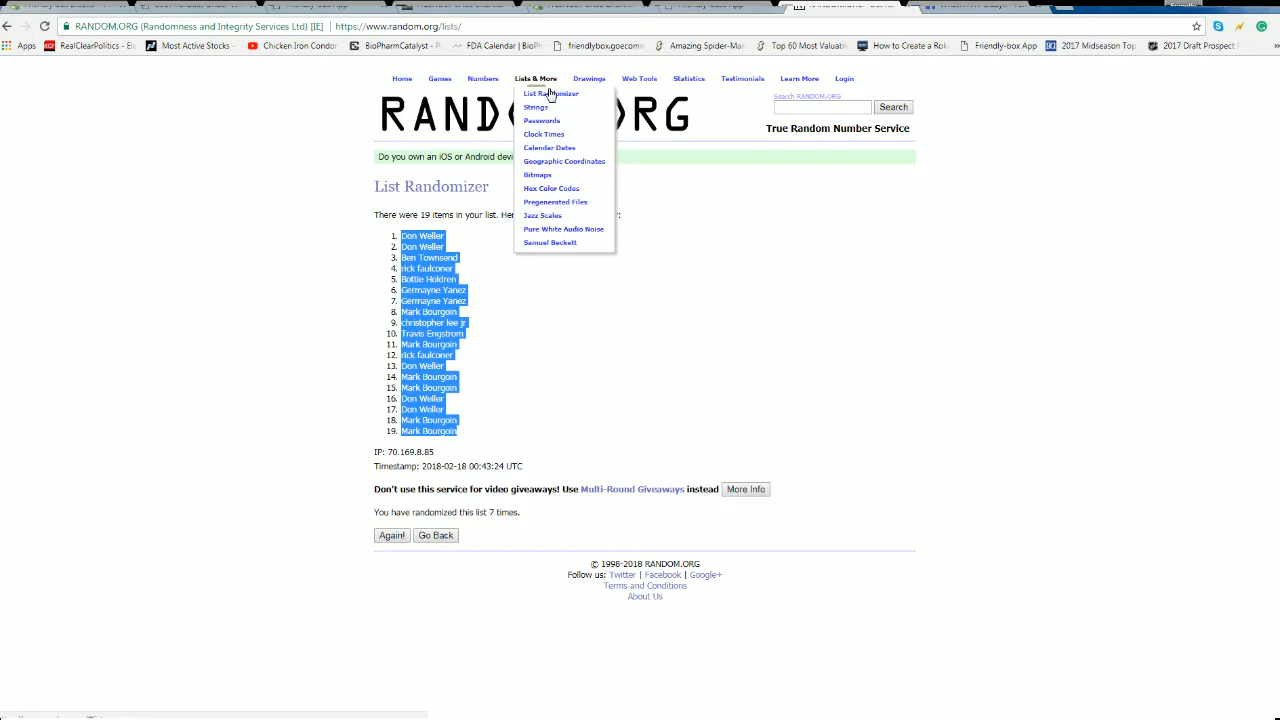 RANDOM.ORG (Randomness and Integrity Services Ltd) [IE] https://www.random.org/lists/
Apps RealClearPolitics - Ele Most Active Stocks - Chicken Iron Condor BioPharmCatalyst - P FDA Calendar | BioPh friendlybox.goecomm Amazing Spider-Man Top 60 Most Valuabl How to Create a Roku Friendly-box App 2017 Midseason Top 2017 Draft Prospect
Home Games Numbers Lists & More Drawings Web Tools Statistics Testimonials Learn More Login
List Randomizer
Strings
Passwords
Clock Times
Calendar Dates
Geographic Coordinates
Bitmaps
Hex Color Codes
Pregenerated Files
Jazz Scales
Pure White Audio Noise
Samuel Beckett
Search RANDOM.ORG
Search
True Random Number Service
RAND RG
Do you own an iOS or Android devi
List Randomizer
There were 19 items in your list. Her r:
1. Don Weller
2. Don Weller
3. Ben Townsend
4. rick faulconer
5. Bottie Holdren
6. Germayne Yanez
7. Germayne Yanez
8. Mark Bourgoin
9. christopher lee jr
10. Travis Engstrom
11. Mark Bourgoin
12. rick faulconer
13. Don Weller
14. Mark Bourgoin
15. Mark Bourgoin
16. Don Weller
17. Don Weller
18. Mark Bourgoin
19. Mark Bourgoin
IP: 70.169.8.85
Timestamp: 2018-02-18 00:43:24 UTC
Don't use this service for video giveaways! Use Multi-Round Giveaways instead More Info
You have randomized this list 7 times.
Again! Go Back
© 1998-2018 RANDOM.ORG
Follow us: Twitter | Facebook | Google+
Terms and Conditions
About Us